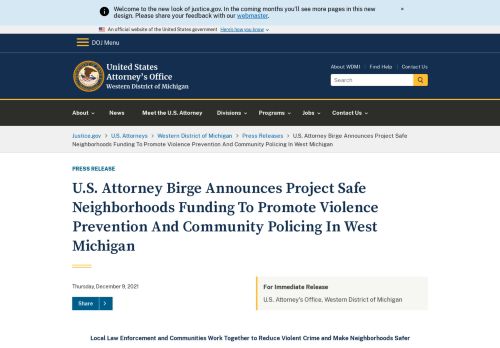 Welcome to the new look of justice.gov. In the coming months you'll see more pages in this new
design. Please share your feedback with our webmaster.
×
An official website of the United States government Here's how you know
DOJ Menu
United States
Attorney's Office
Western District of Michigan
About WDMI Find Help Contact Us
Search
About News Meet the U.S. Attorney Divisions Programs Jobs Contact Us
Justice.gov > U.S. Attorneys > Western District of Michigan > Press Releases > U.S. Attorney Birge Announces Project Safe
Neighborhoods Funding To Promote Violence Prevention And Community Policing In West Michigan
PRESS RELEASE
U.S. Attorney Birge Announces Project Safe
Neighborhoods Funding To Promote Violence
Prevention And Community Policing In West
Michigan
Thursday, December 9, 2021
Share >
For Immediate Release
U.S. Attorney's Office, Western District of Michigan
Local Law Enforcement and Communities Work Together to Reduce Violent Crime and Make Neighborhoods Safer